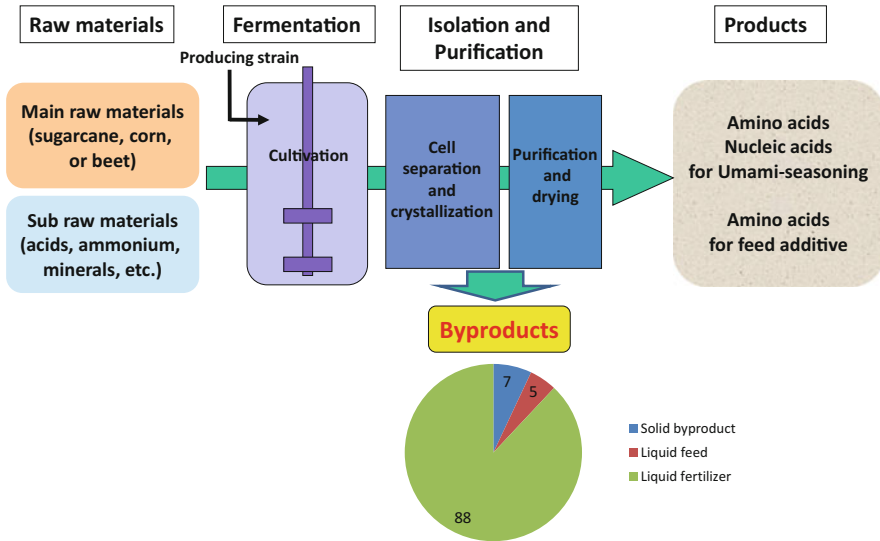 Raw materials
Fermentation
Isolation and
Purification
Products
Producing strain
Main raw materials
(sugarcane, corn,
or beet)
Sub raw materials
(acids, ammonium,
minerals, etc.)
Cultivation
Cell
separation
and
crystallization
Purification
and
drying
Amino acids
Nucleic acids
for Umami-seasoning
Amino acids
for feed additive
Byproducts
7
5
88
Solid byproduct
Liquid feed
Liquid fertilizer